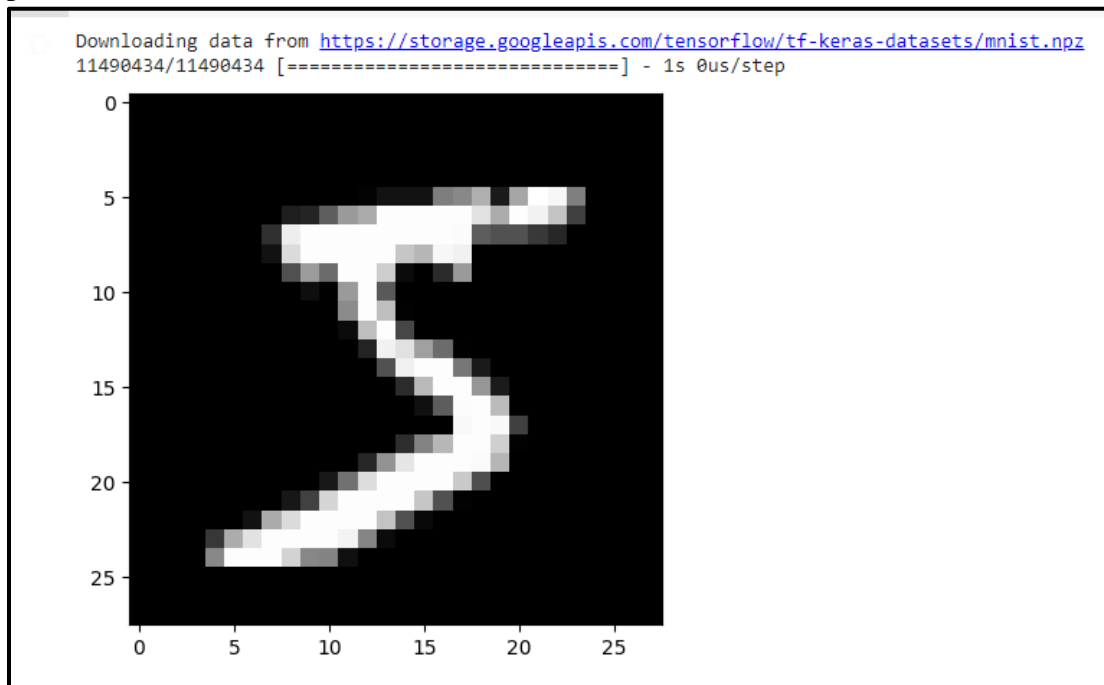 Downloading data from https://storage.googleapis.com/tensorflow/tf-keras-datasets/mnist.npz
11490434/11490434 [==============================] - 1s 0us/step
0
5
10
15
20
25
0 5 10 15 20 25
5